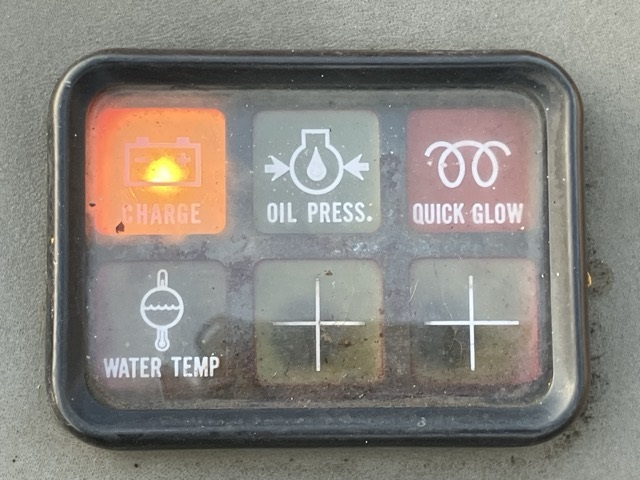 CHARGE
OIL PRESS.
QUICK GLOW
WATER TEMP